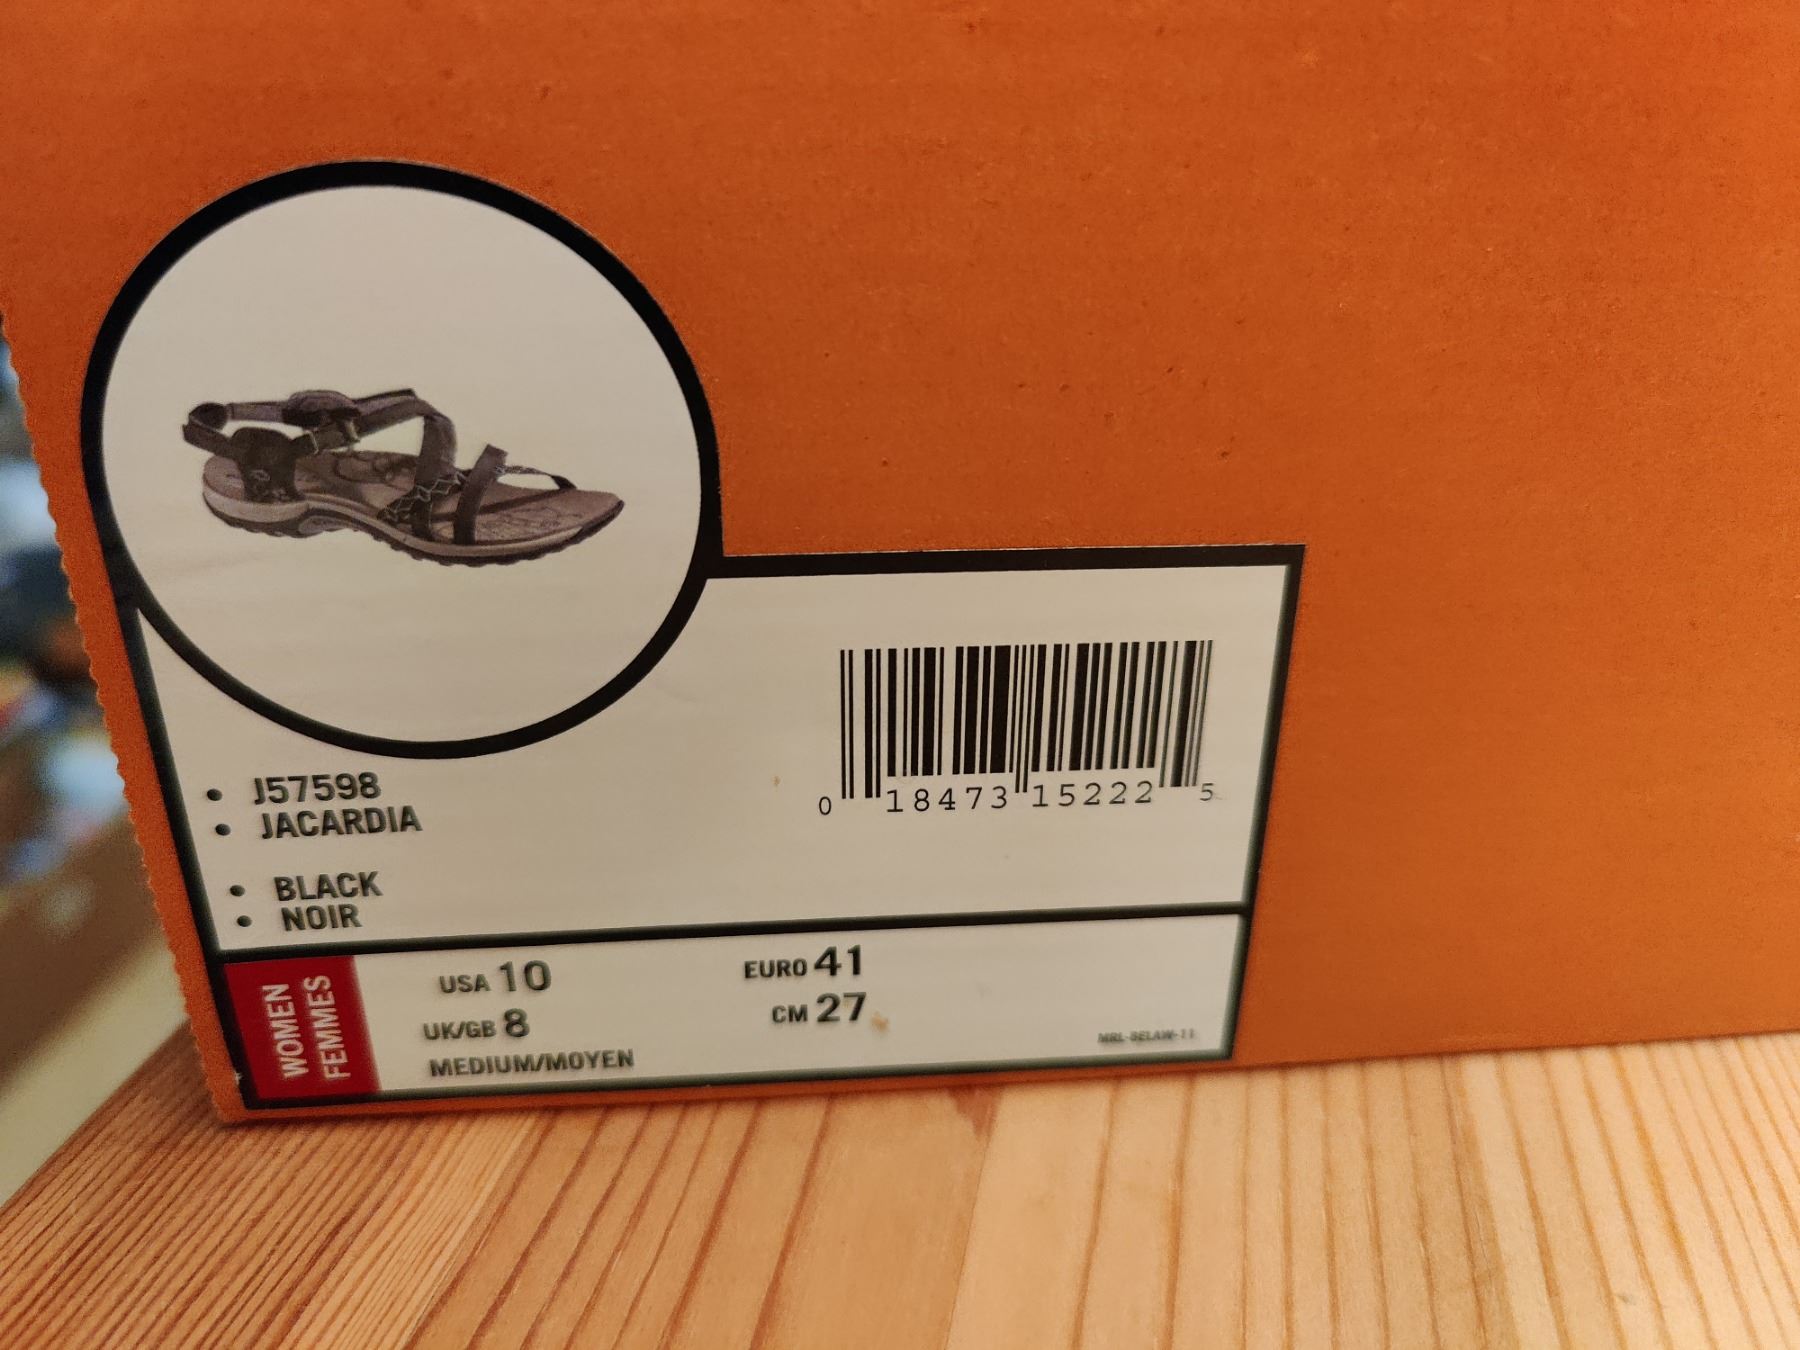 • J57598
• JACARDIA
• BLACK
• NOIR
0 18473 15222 5
WOMEN
FEMMES
USA 10
UK/GB 8
MEDIUM/MOYEN
EURO 41
CM 27